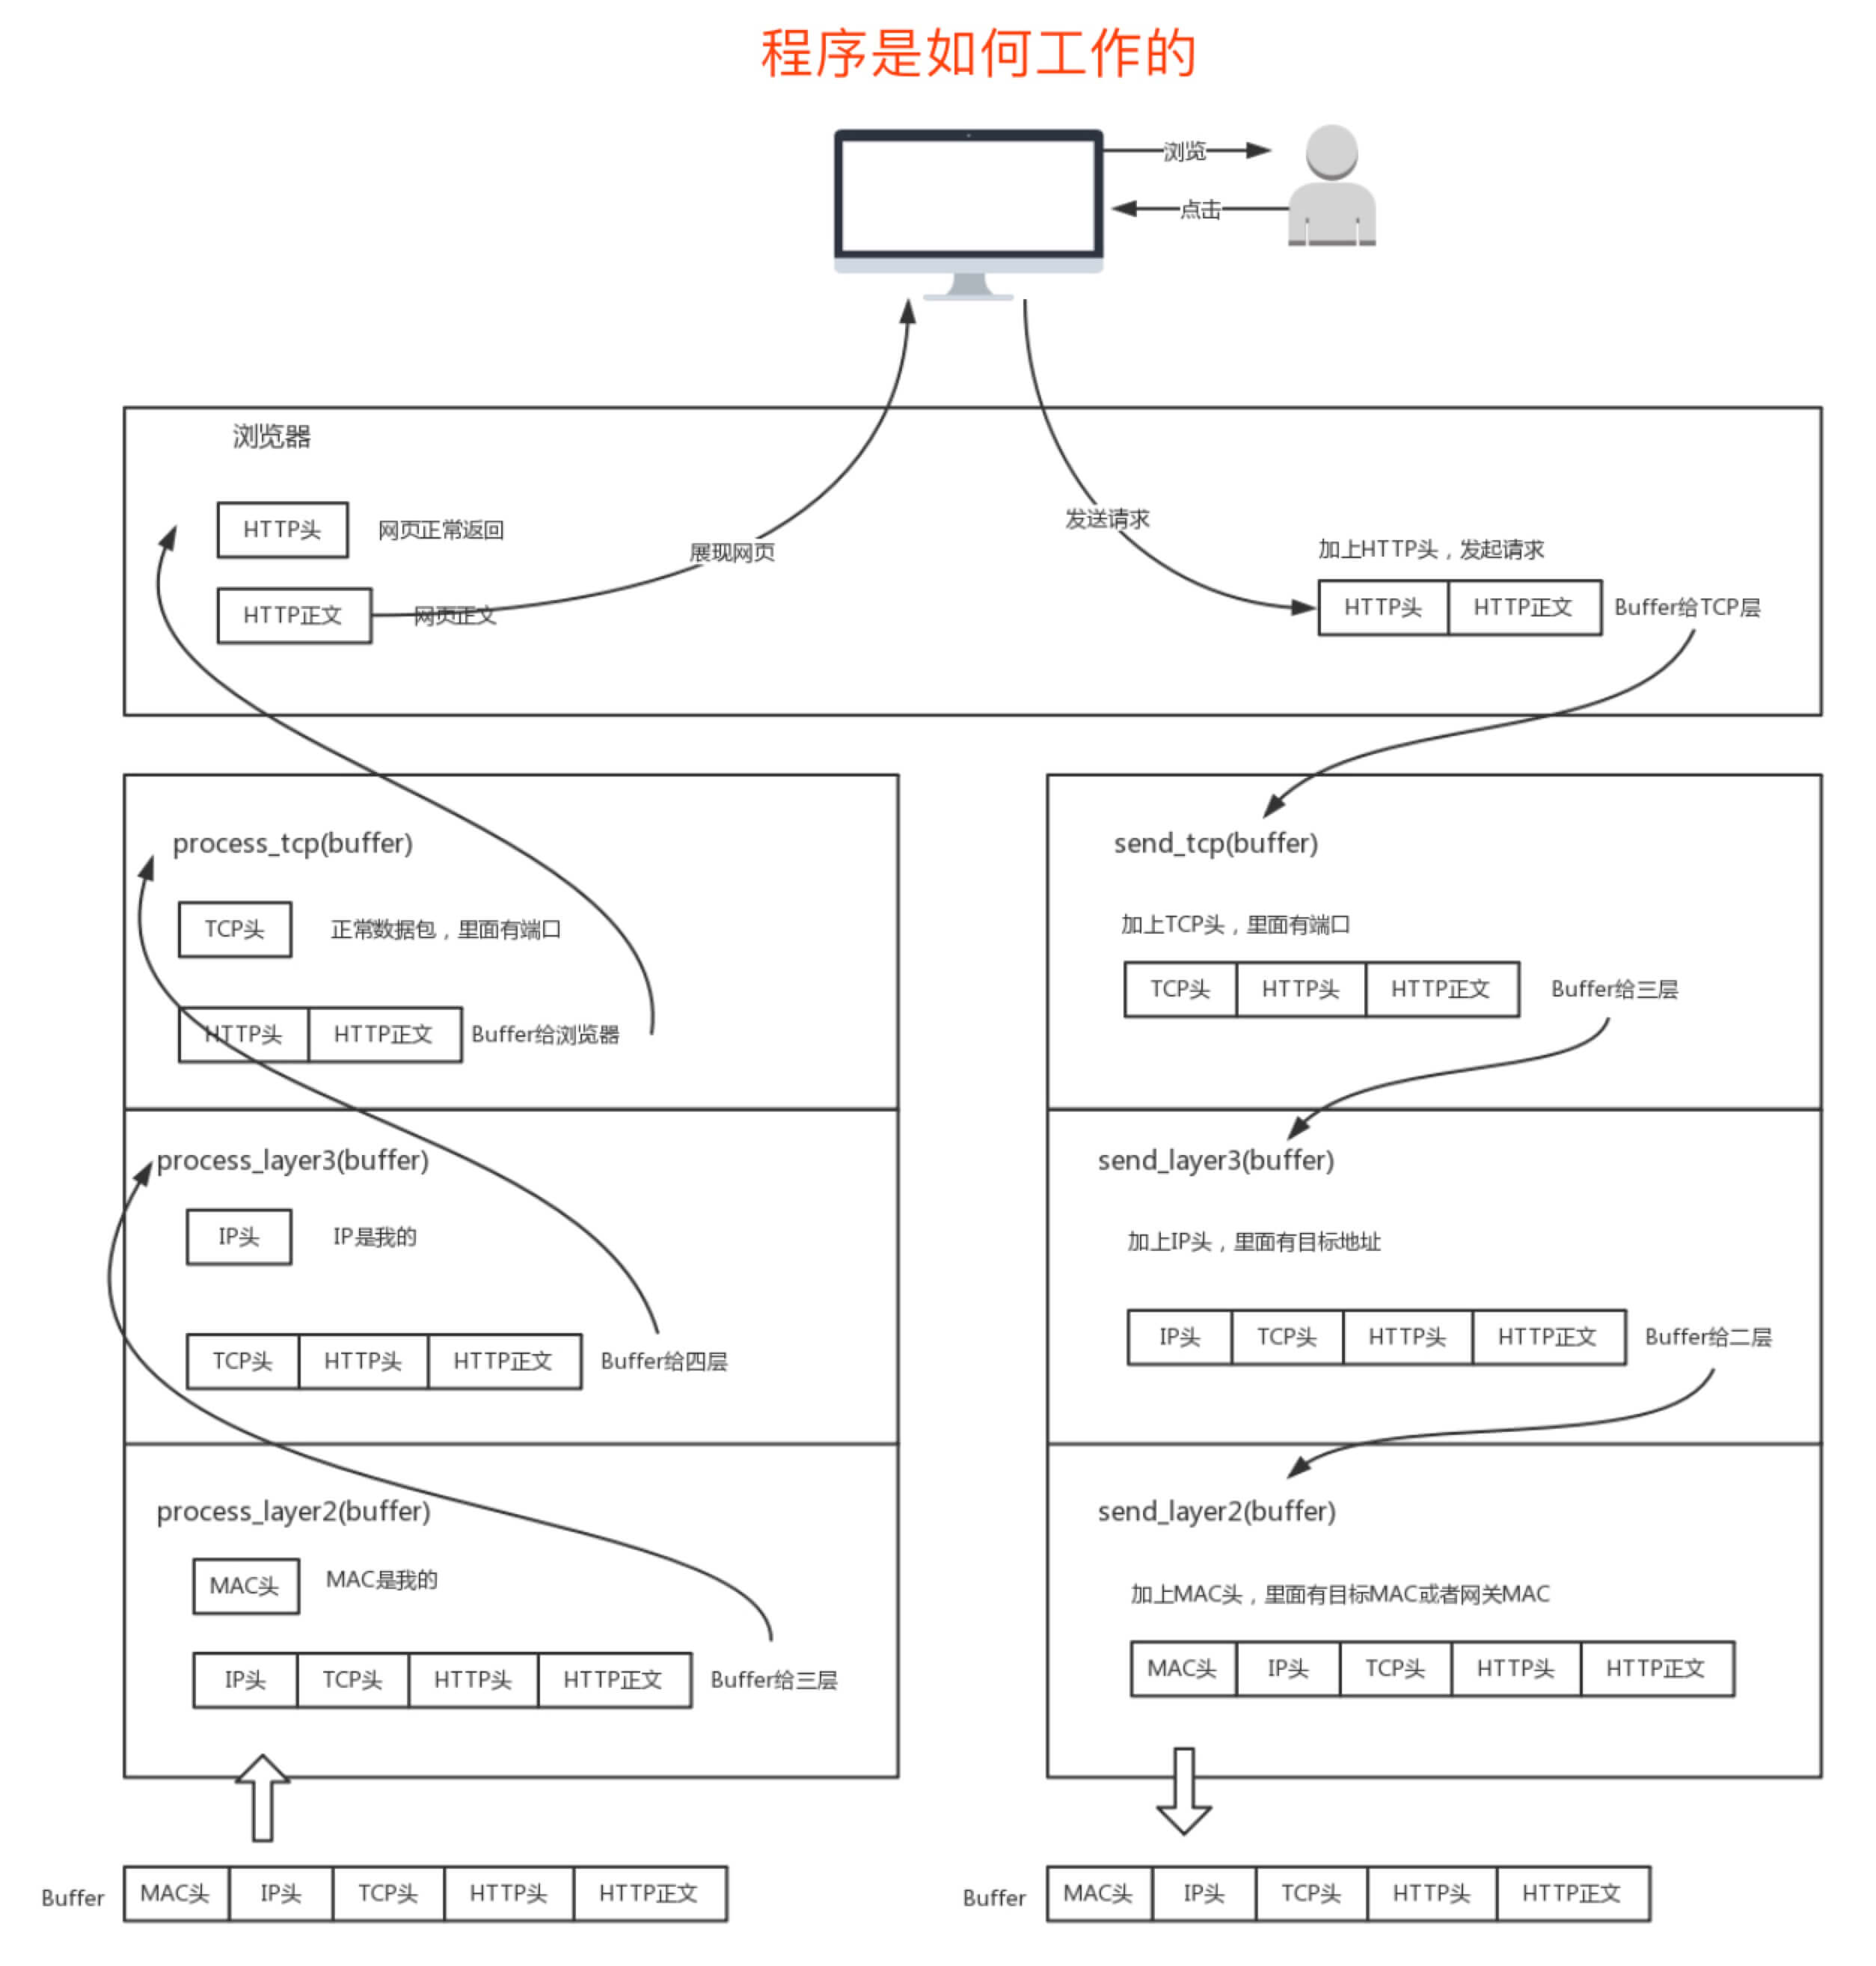 程序是如何工作的
浏览
点击
浏览器
HTTP头 网页正常返回
展现网页
HTTP正文 网页正文
发送请求
加上HTTP头，发起请求
HTTP头 HTTP正文 Buffer给TCP层
process_tcp(buffer)
TCP头 正常数据包，里面有端口
HTTP头 HTTP正文 Buffer给浏览器
process_layer3(buffer)
IP头 IP是我的
TCP头 HTTP头 HTTP正文 Buffer给四层
process_layer2(buffer)
MAC头 MAC是我的
IP头 TCP头 HTTP头 HTTP正文 Buffer给三层
Buffer MAC头 IP头 TCP头 HTTP头 HTTP正文
send_tcp(buffer)
加上TCP头，里面有端口
TCP头 HTTP头 HTTP正文 Buffer给三层
send_layer3(buffer)
加上IP头，里面有目标地址
IP头 TCP头 HTTP头 HTTP正文 Buffer给二层
send_layer2(buffer)
加上MAC头，里面有目标MAC或者网关MAC
MAC头 IP头 TCP头 HTTP头 HTTP正文
Buffer MAC头 IP头 TCP头 HTTP头 HTTP正文